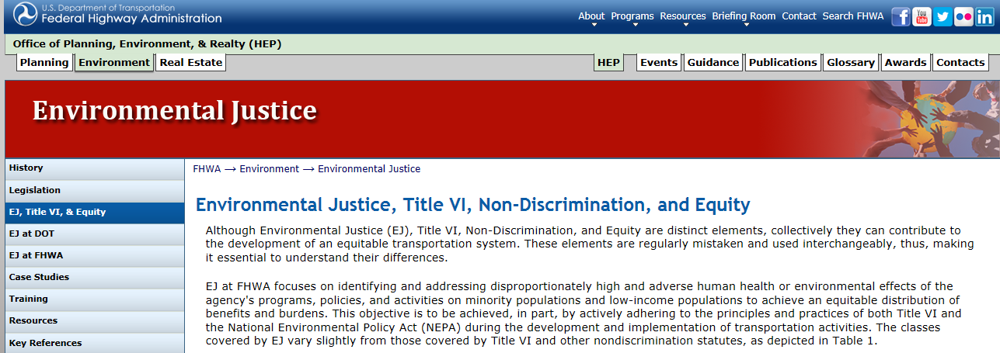 U.S. Department of Transportation
Federal Highway Administration
About Programs Resources Briefing Room Contact Search FHWA
f You Tube in
Office of Planning, Environment, & Realty (HEP)
Planning Environment Real Estate HEP Events Guidance Publications Glossary Awards Contacts
Environmental Justice
History
Legislation
EJ, Title VI, & Equity
EJ at DOT
EJ at FHWA
Case Studies
Training
Resources
Key References
FHWA → Environment → Environmental Justice
Environmental Justice, Title VI, Non-Discrimination, and Equity
Although Environmental Justice (EJ), Title VI, Non-Discrimination, and Equity are distinct elements, collectively they can contribute to
the development of an equitable transportation system. These elements are regularly mistaken and used interchangeably, thus, making
it essential to understand their differences.
EJ at FHWA focuses on identifying and addressing disproportionately high and adverse human health or environmental effects of the
agency's programs, policies, and activities on minority populations and low-income populations to achieve an equitable distribution of
benefits and burdens. This objective is to be achieved, in part, by actively adhering to the principles and practices of both Title VI and
the National Environmental Policy Act (NEPA) during the development and implementation of transportation activities. The classes
covered by EJ vary slightly from those covered by Title VI and other nondiscrimination statutes, as depicted in Table 1.